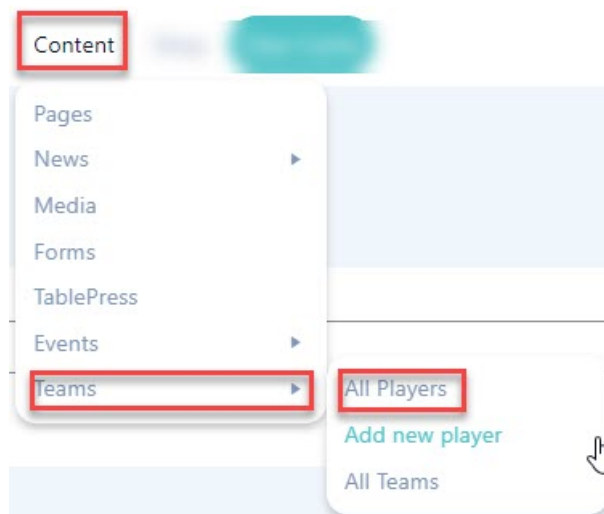 Content
Pages
News
Media
Forms
TablePress
Events
Teams
All Players
Add new player
All Teams